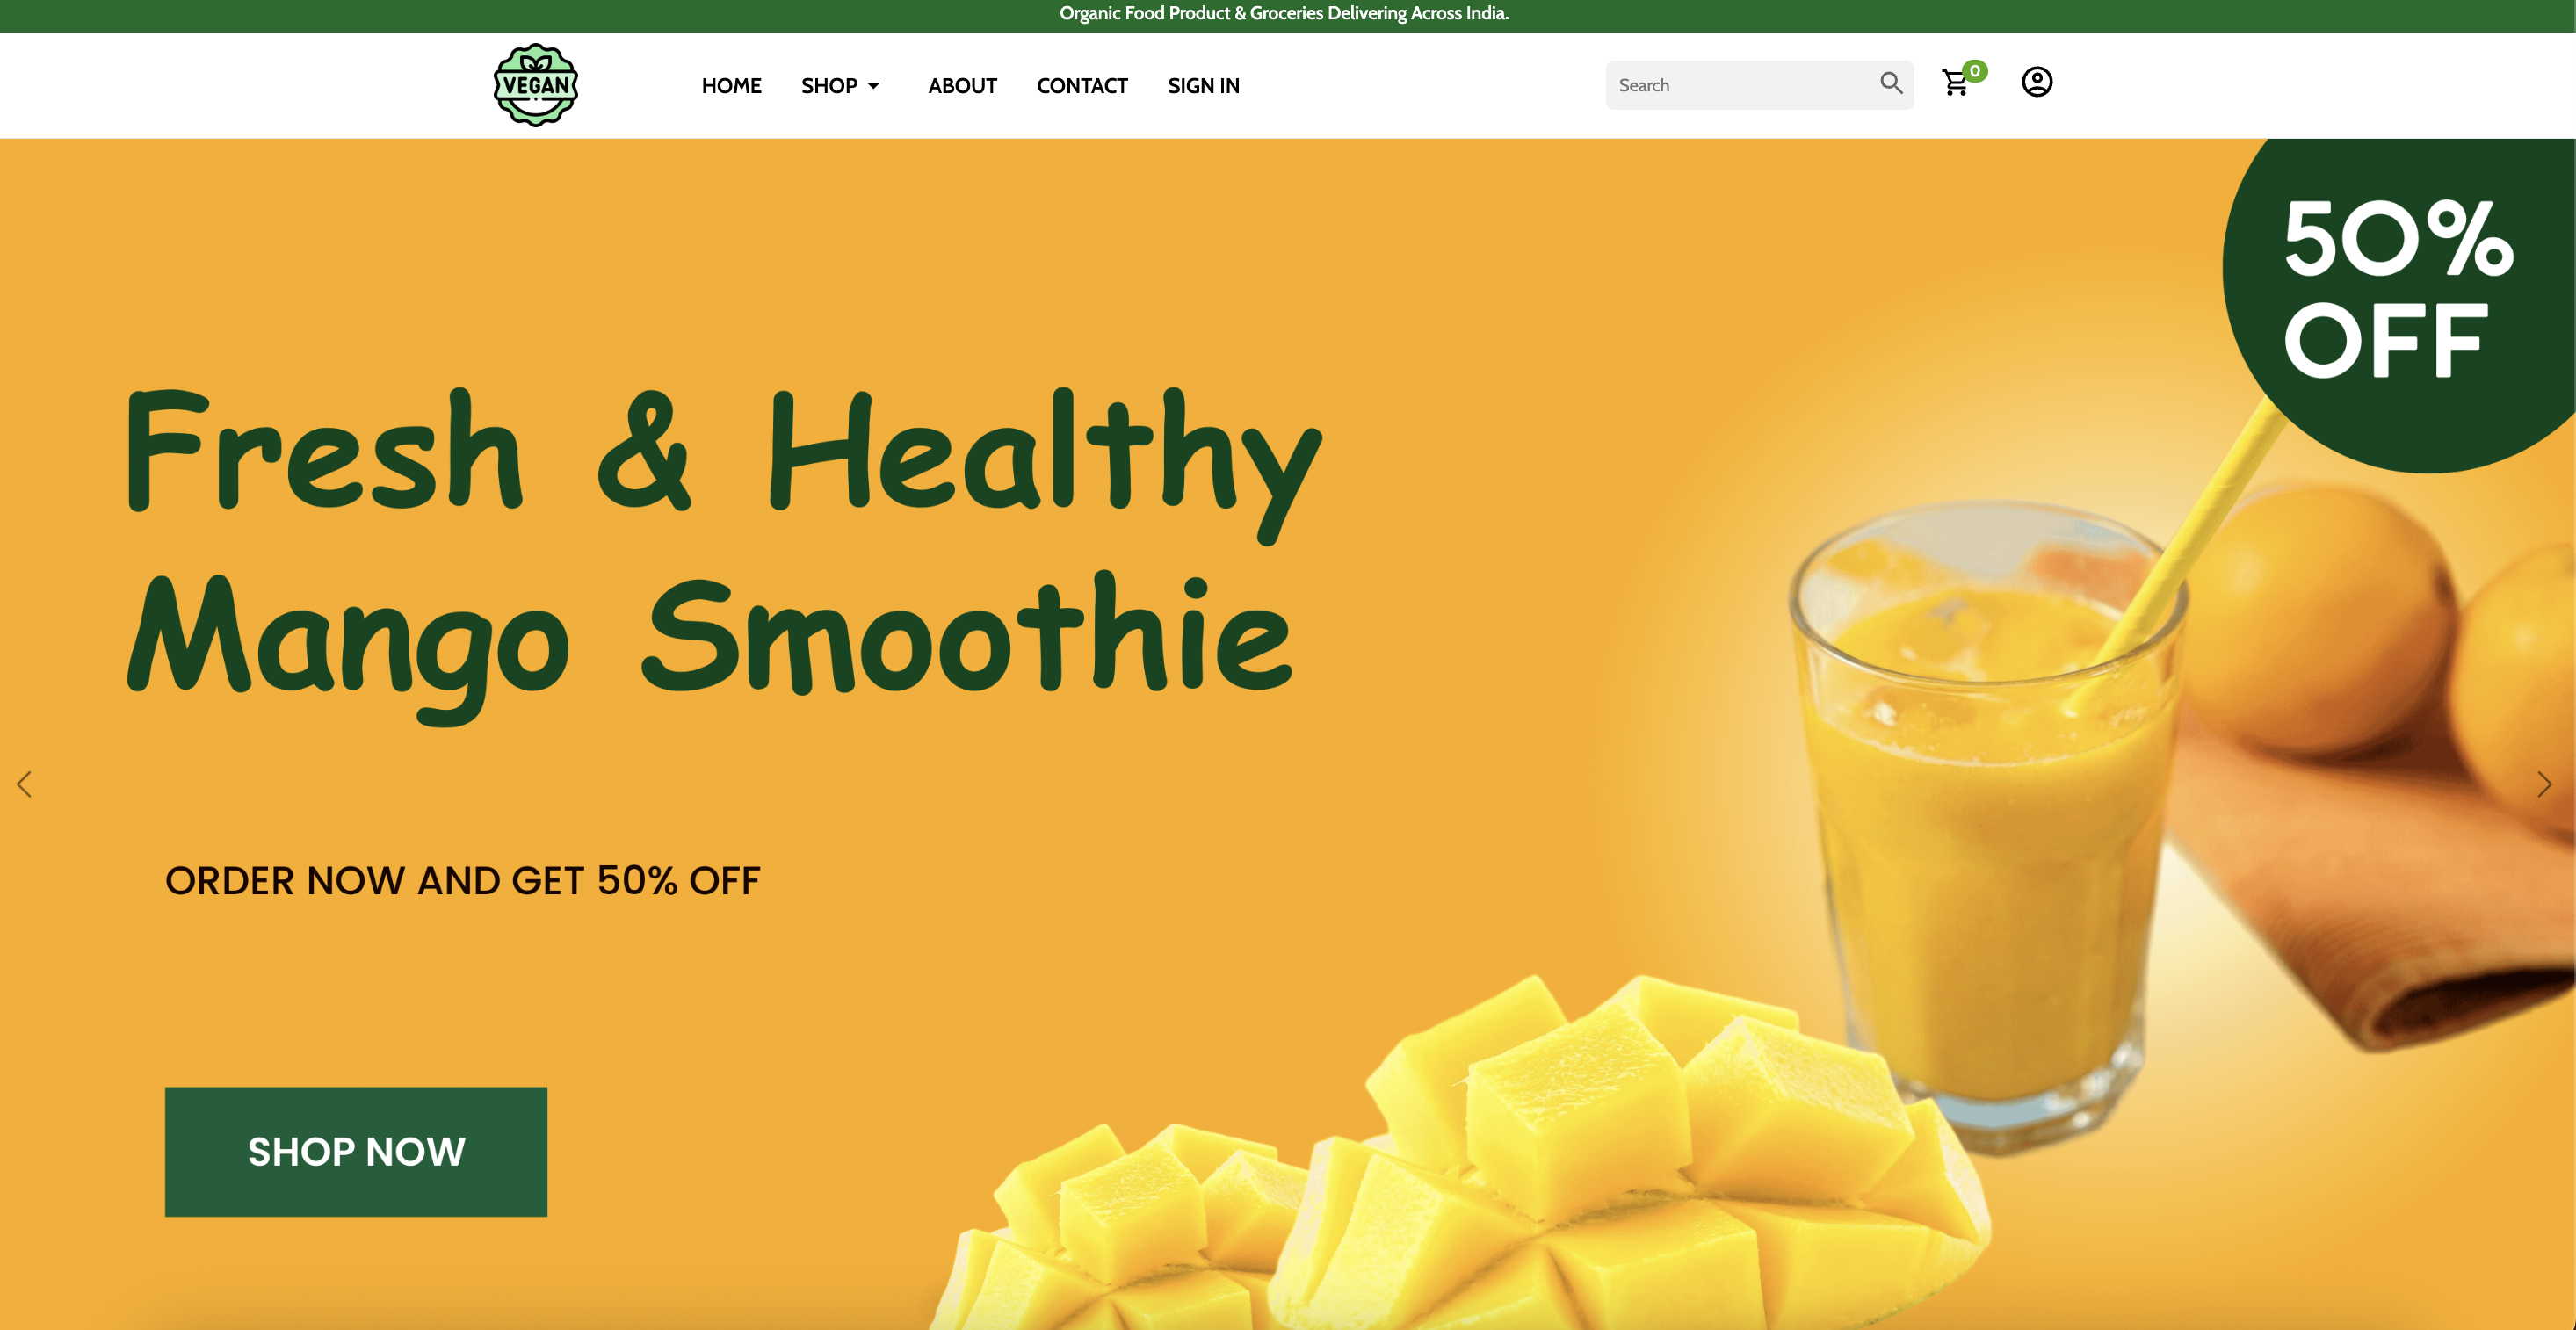 Organic Food Product & Groceries Delivering Across India.
VEGAN
HOME SHOP ABOUT CONTACT SIGN IN
Search
0
50%
OFF
Fresh & Healthy
Mango Smoothie
ORDER NOW AND GET 50% OFF
SHOP NOW